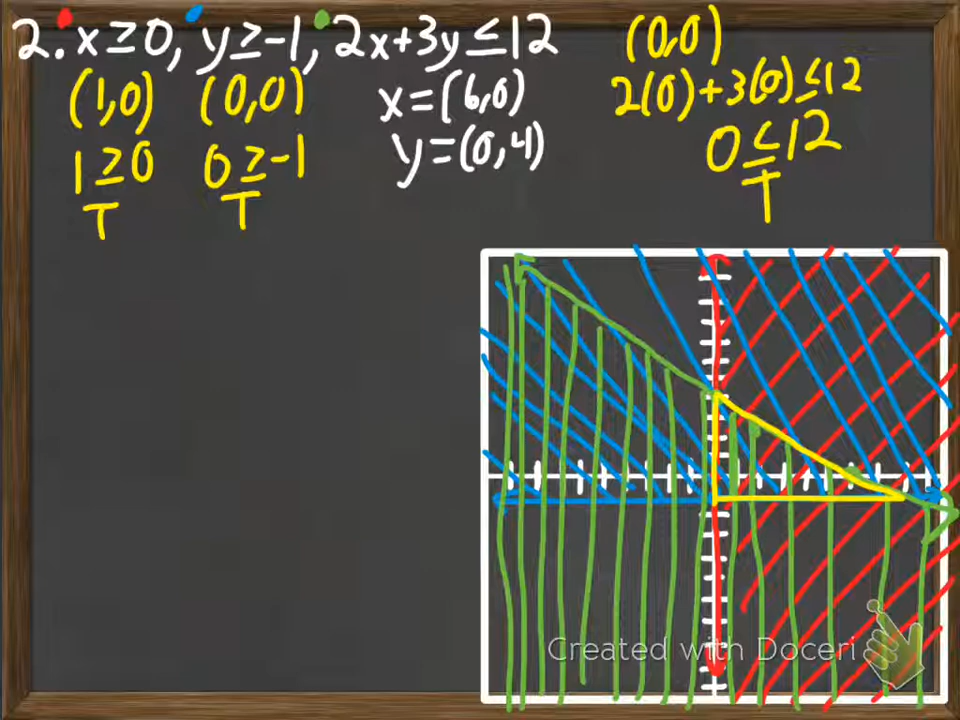 2. x ≥ 0, y ≥ -1, 2x+3y ≤ 12
(1,0) (0,0)
1 ≥ 0 0 ≥ -1
T T
x = (6,0)
y = (0,4)
(0,0)
2(0) + 3(0) ≤ 12
0 ≤ 12
T
Created with Doceri